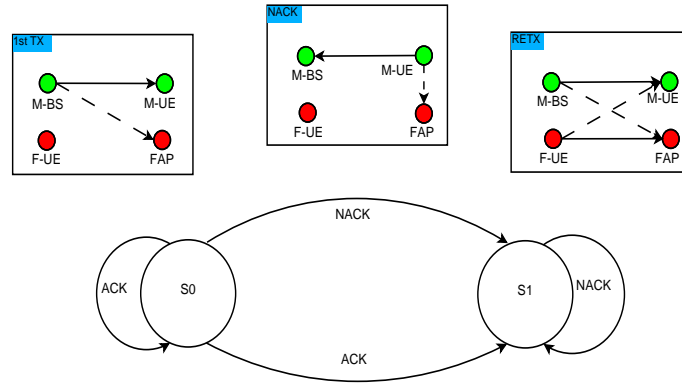 1st TX
M-BS
M-UE
F-UE
FAP
NACK
M-BS
M-UE
F-UE
FAP
RETX
M-BS
M-UE
F-UE
FAP
NACK
ACK
S0
S1
NACK
ACK